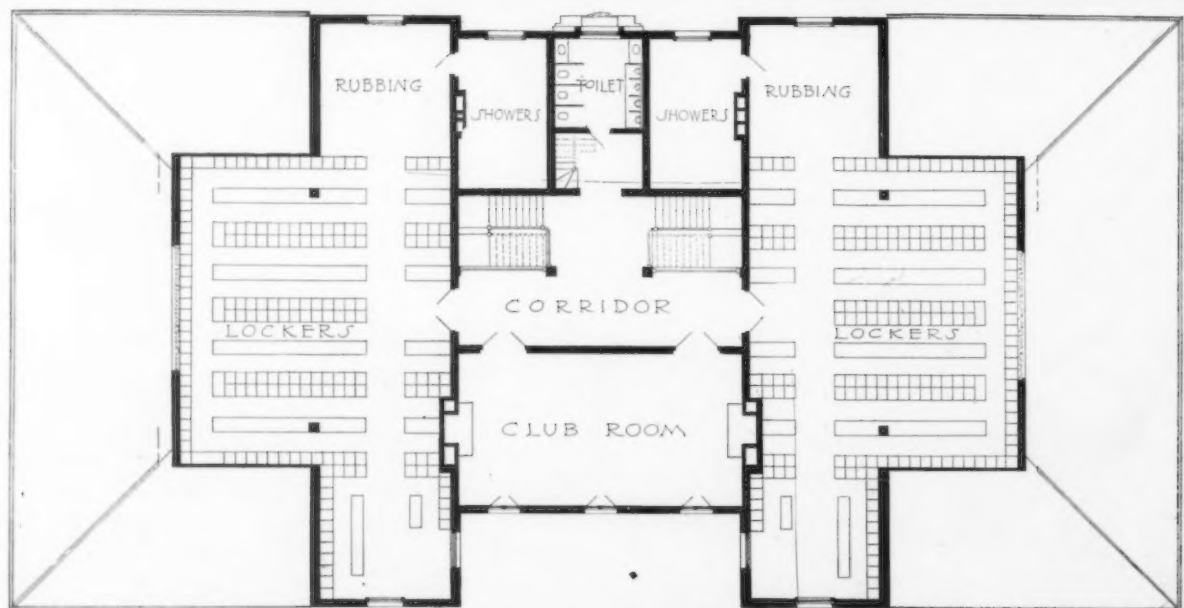 RUBBING
SHOWERS
TOILET
SHOWERS
RUBBING
CORRIDOR
LOCKERS
LOCKERS
CLUB ROOM